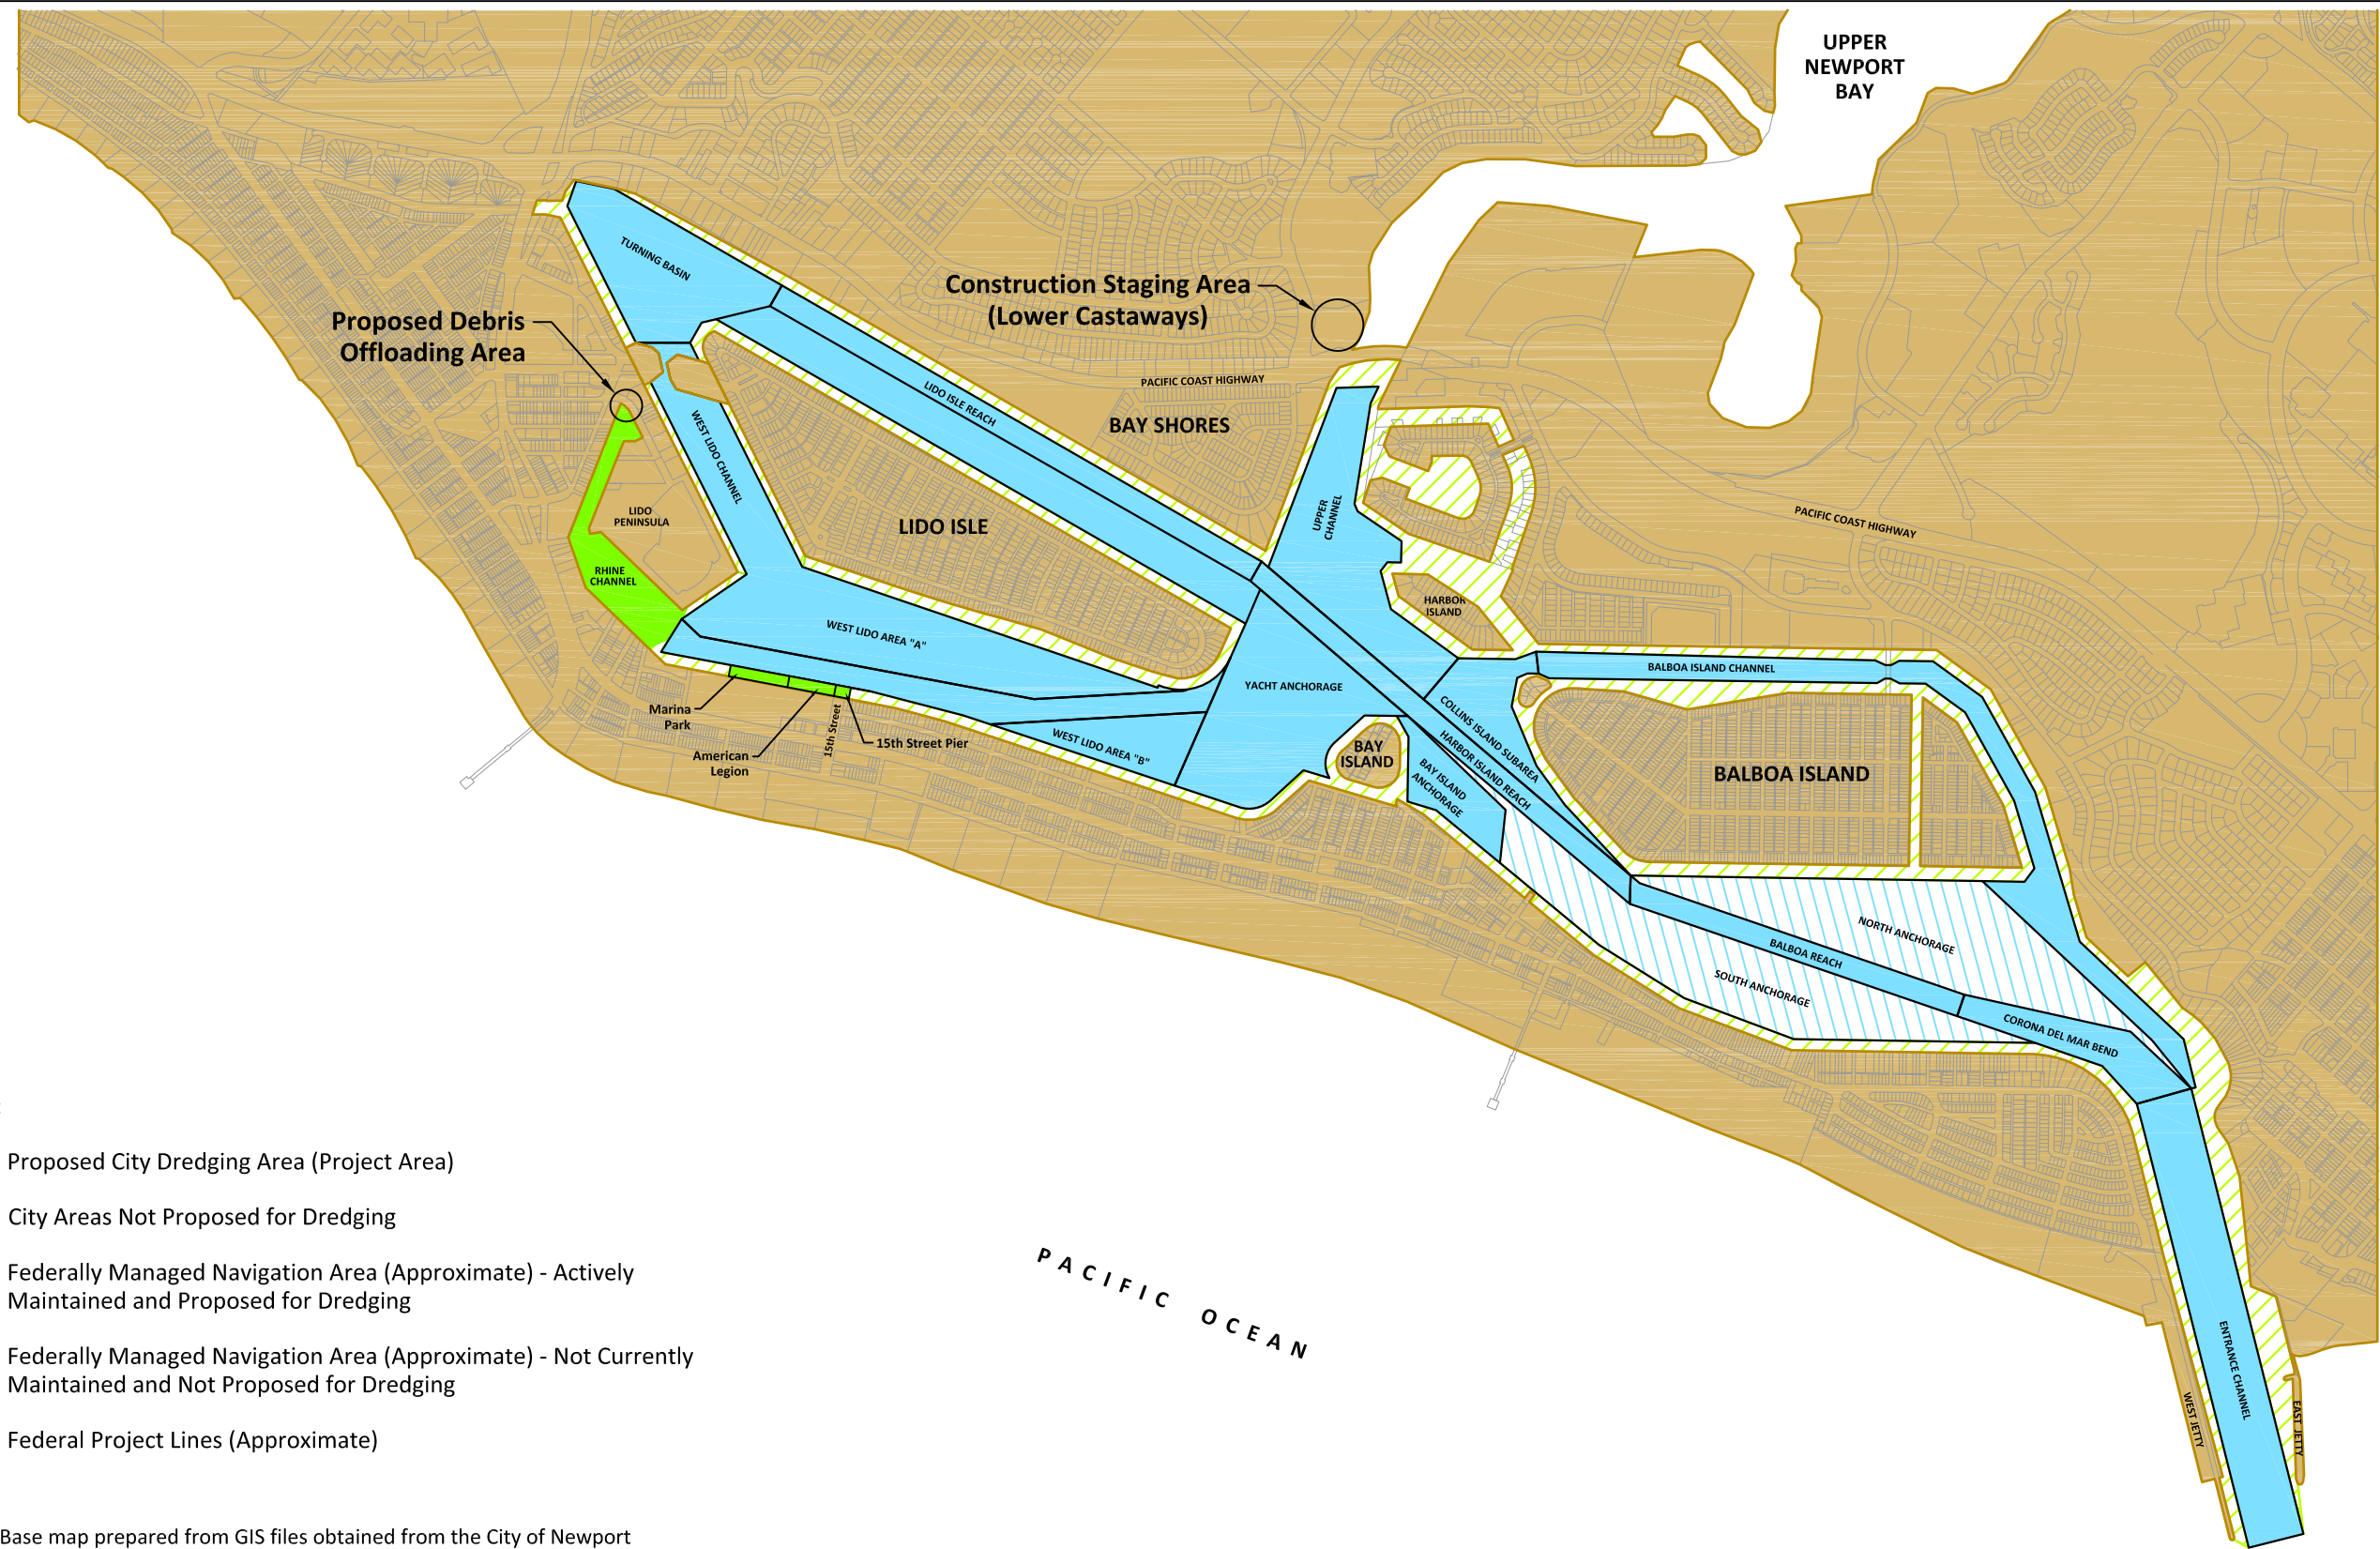 UPPER
NEWPORT
BAY
TURNING BASIN
Construction Staging Area
(Lower Castaways)
Proposed Debris
Offloading Area
PACIFIC COAST HIGHWAY
LIDO ISLE REACH
BAY SHORES
WEST LIDO CHANNEL
LIDO
PENINSULA
LIDO ISLE
UPPER
CHANNEL
PACIFIC COAST HIGHWAY
RHINE
CHANNEL
HARBOR
ISLAND
WEST LIDO AREA "A"
BALBOA ISLAND CHANNEL
YACHT ANCHORAGE
Marina
Park
American
Legion
15th Street
15th Street Pier
WEST LIDO AREA "B"
BAY
ISLAND
COLLINS ISLAND SUBAREA
HARBOR ISLAND REACH
BAY ISLAND
ANCHORAGE
BALBOA ISLAND
NORTH ANCHORAGE
BALBOA REACH
SOUTH ANCHORAGE
CORONA DEL MAR BEND
PACIFIC OCEAN
ENTRANCE CHANNEL
WEST JETTY
EAST JETTY
Proposed City Dredging Area (Project Area)
City Areas Not Proposed for Dredging
Federally Managed Navigation Area (Approximate) - Actively
Maintained and Proposed for Dredging
Federally Managed Navigation Area (Approximate) - Not Currently
Maintained and Not Proposed for Dredging
Federal Project Lines (Approximate)
Base map prepared from GIS files obtained from the City of Newport